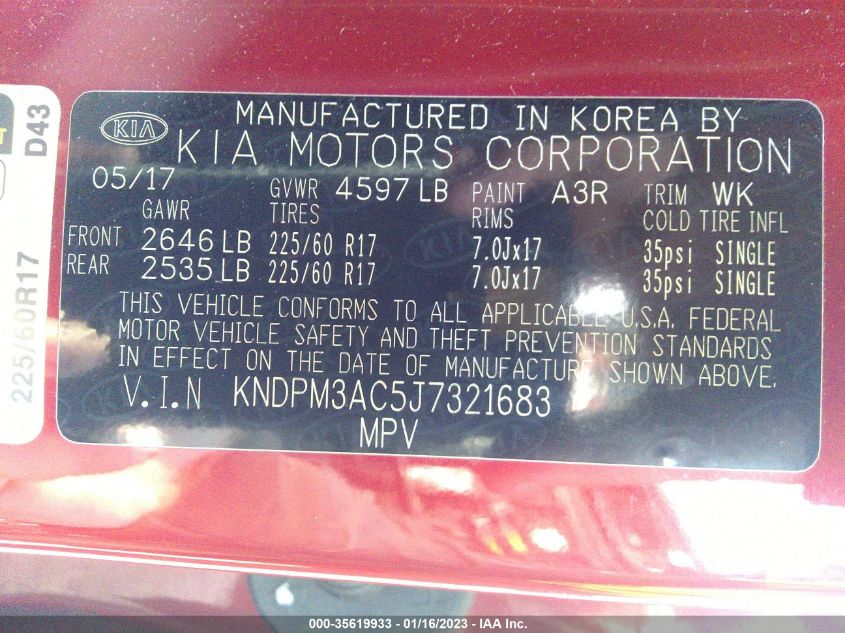 MANUFACTURED IN KOREA BY
KIA KIA MOTORS CORPORATION
05/17 GVWR 4597 LB PAINT A3R TRIM WK
GAWR TIRES RIMS COLD TIRE INFL
FRONT 2646 LB 225/60 R17 7.0Jx17 35psi SINGLE
REAR 2535 LB 225/60 R17 7.0Jx17 35psi SINGLE
THIS VEHICLE CONFORMS TO ALL APPLICABLE U.S.A. FEDERAL
MOTOR VEHICLE SAFETY AND THEFT PREVENTION STANDARDS
IN EFFECT ON THE DATE OF MANUFACTURE SHOWN ABOVE.
V.I.N KNDPM3AC5J7321683
MPV
D43
225/60R17
000-35619933 - 01/16/2023 - IAA Inc.